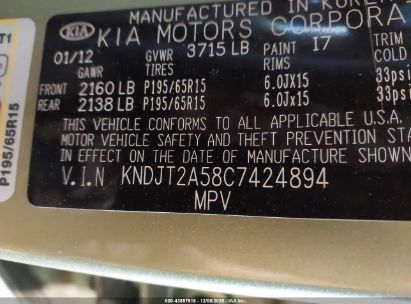 MANUFACTURED IN KOREA
KIA KIA MOTORS CORPORA
01/12 GVWR 3715 LB PAINT I7 TRIM
GAWR TIRES RIMS COLD
FRONT 2160 LB P195/65R15 6.0Jx15 33psi
REAR 2138 LB P195/65R15 6.0Jx15 33psi
THIS VEHICLE CONFORMS TO ALL APPLICABLE U.S.A.
MOTOR VEHICLE SAFETY AND THEFT PREVENTION STA
IN EFFECT ON THE DATE OF MANUFACTURE SHOWN
V.I.N KNDJT2A58C7424894
MPV
P195/65R15
T1